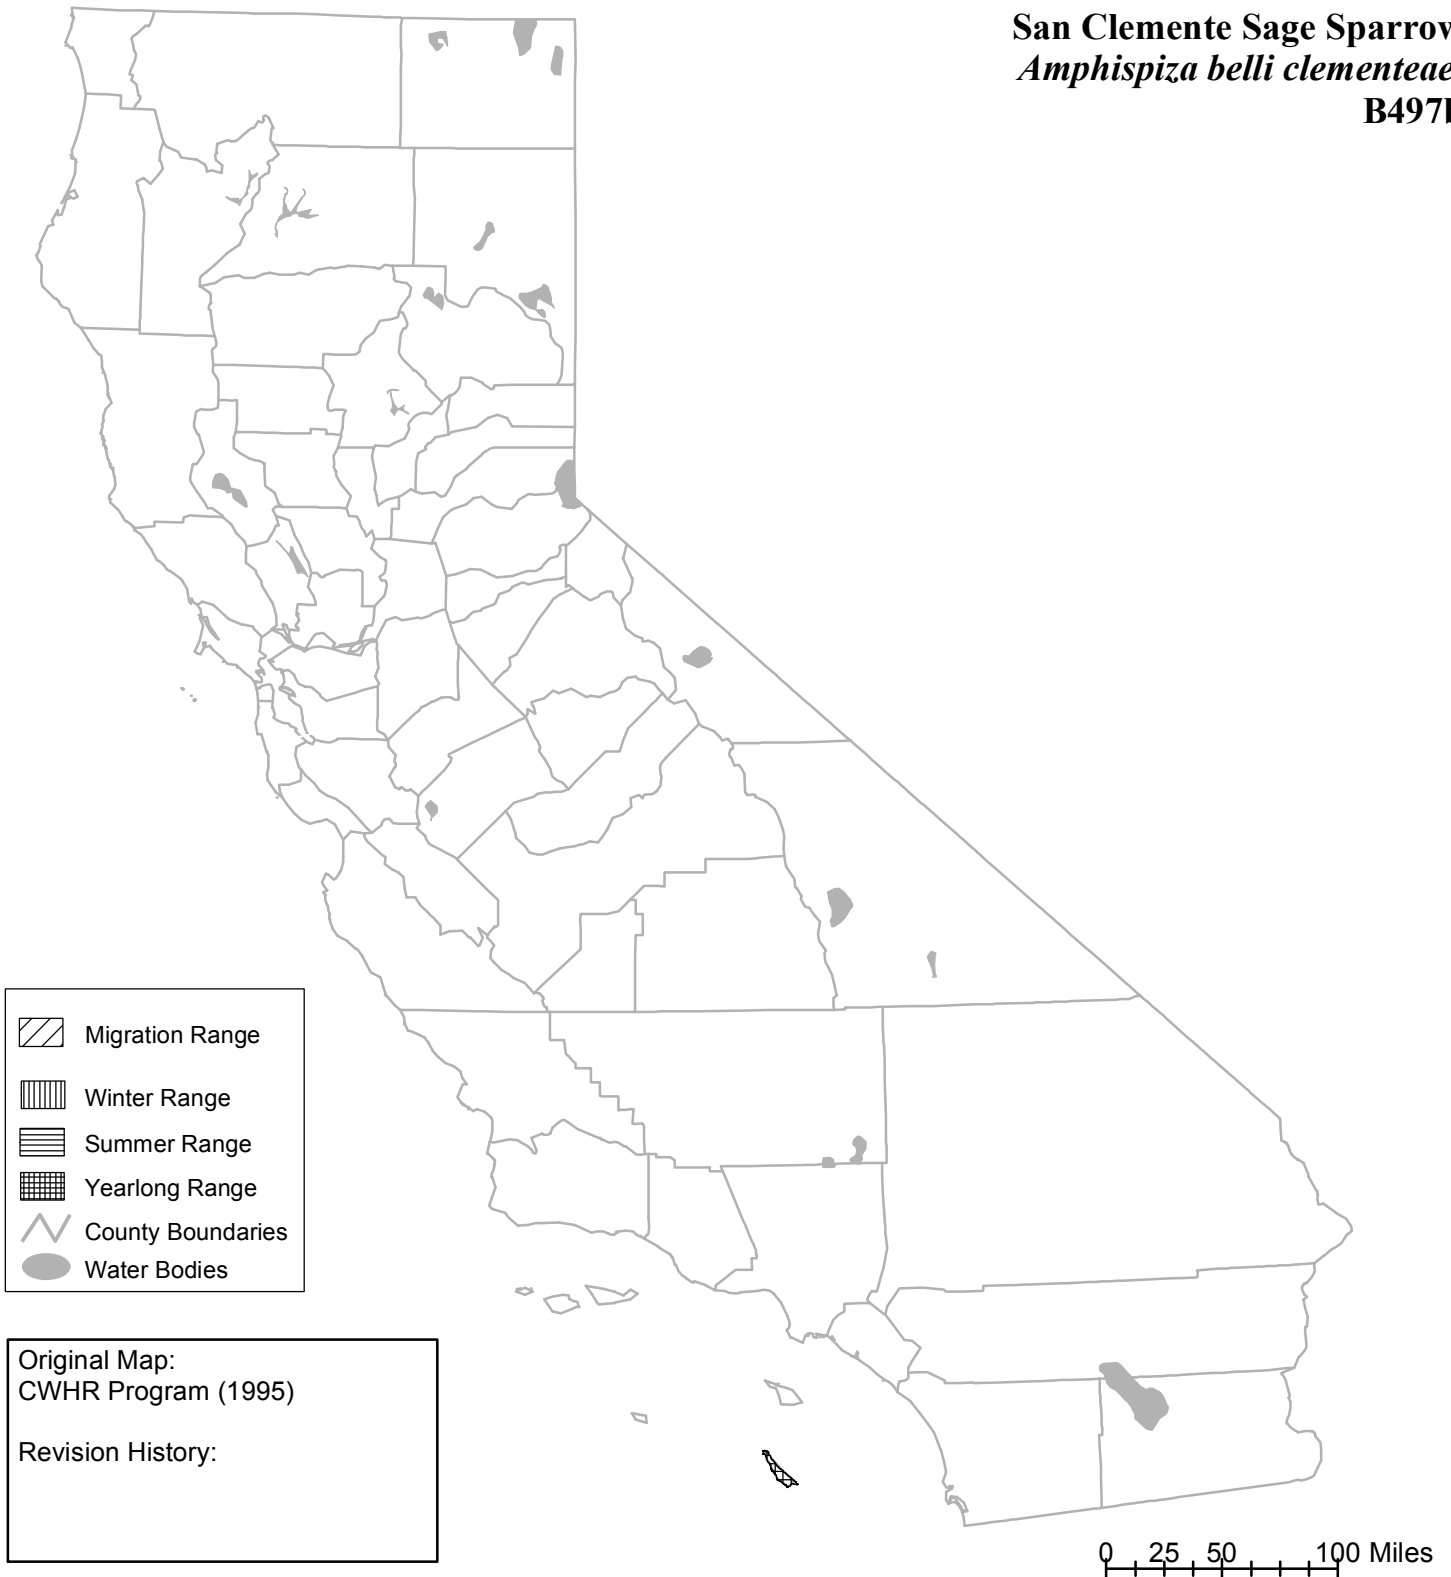 San Clemente Sage Sparrow
Amphispiza belli clementeae
B497b
Migration Range
Winter Range
Summer Range
Yearlong Range
County Boundaries
Water Bodies
Original Map:
CWHR Program (1995)
Revision History:
0 25 50 100 Miles